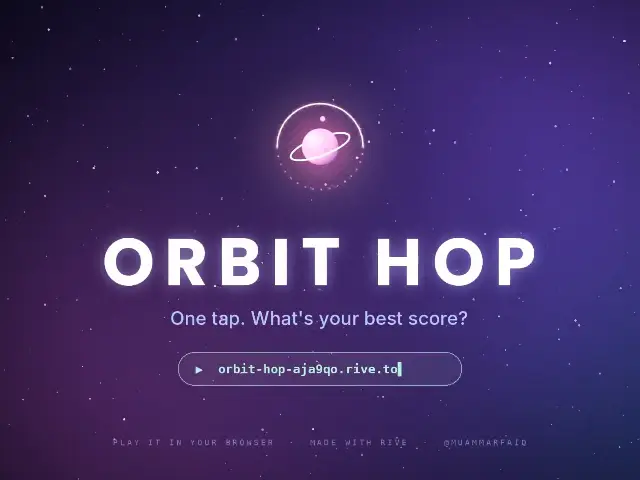 ORBIT HOP
One tap. What's your best score?
▶ orbit-hop-aja9qo.rive.to
PLAY IT IN YOUR BROWSER · MADE WITH RIVE · @MUAMMARFAID